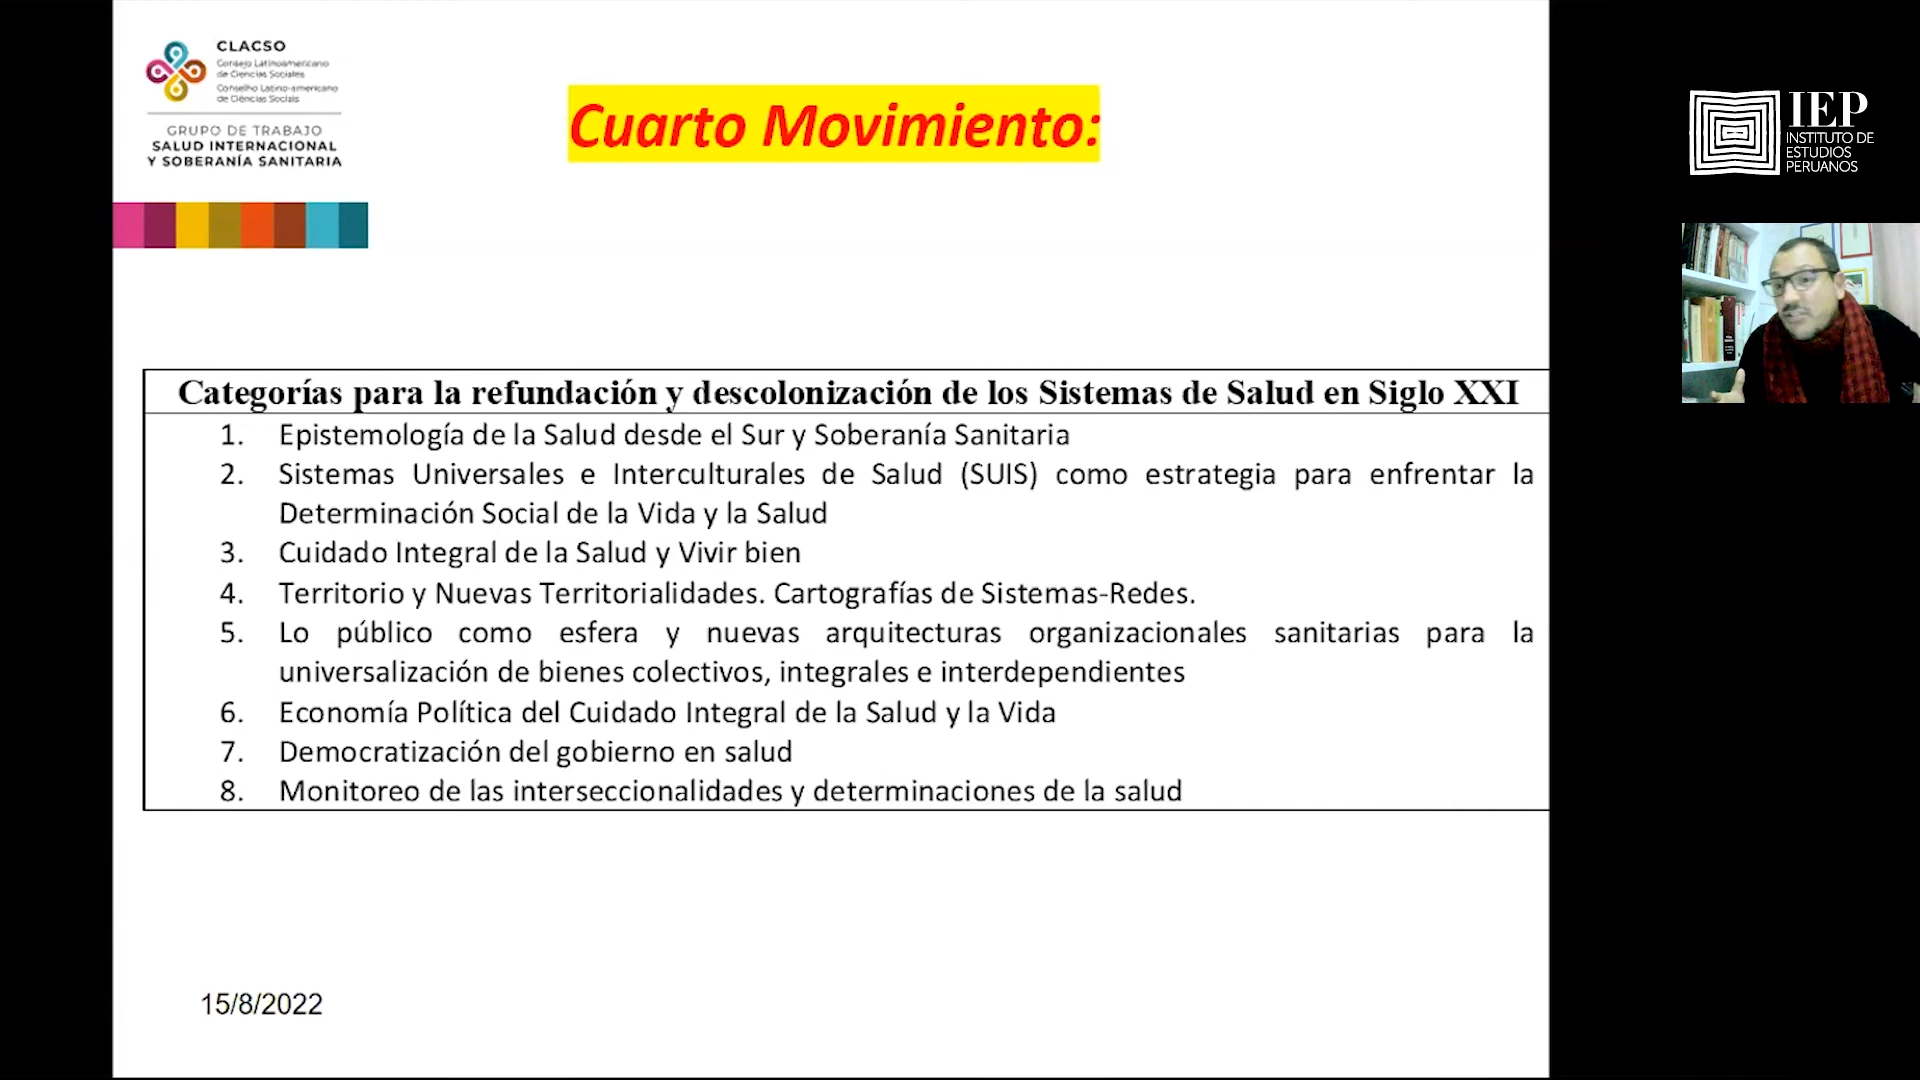 CLACSO
Consejo Latinoamericano
de Ciencias Sociales
Conselho Latino-americano
de Ciências Sociais
GRUPO DE TRABAJO
SALUD INTERNACIONAL
Y SOBERANÍA SANITARIA
Cuarto Movimiento:
IEP
INSTITUTO DE
ESTUDIOS
PERUANOS
Categorías para la refundación y descolonización de los Sistemas de Salud en Siglo XXI
1. Epistemología de la Salud desde el Sur y Soberanía Sanitaria
2. Sistemas Universales e Interculturales de Salud (SUIS) como estrategia para enfrentar la
Determinación Social de la Vida y la Salud
3. Cuidado Integral de la Salud y Vivir bien
4. Territorio y Nuevas Territorialidades. Cartografías de Sistemas-Redes.
5. Lo público como esfera y nuevas arquitecturas organizacionales sanitarias para la
universalización de bienes colectivos, integrales e interdependientes
6. Economía Política del Cuidado Integral de la Salud y la Vida
7. Democratización del gobierno en salud
8. Monitoreo de las interseccionalidades y determinaciones de la salud
15/8/2022